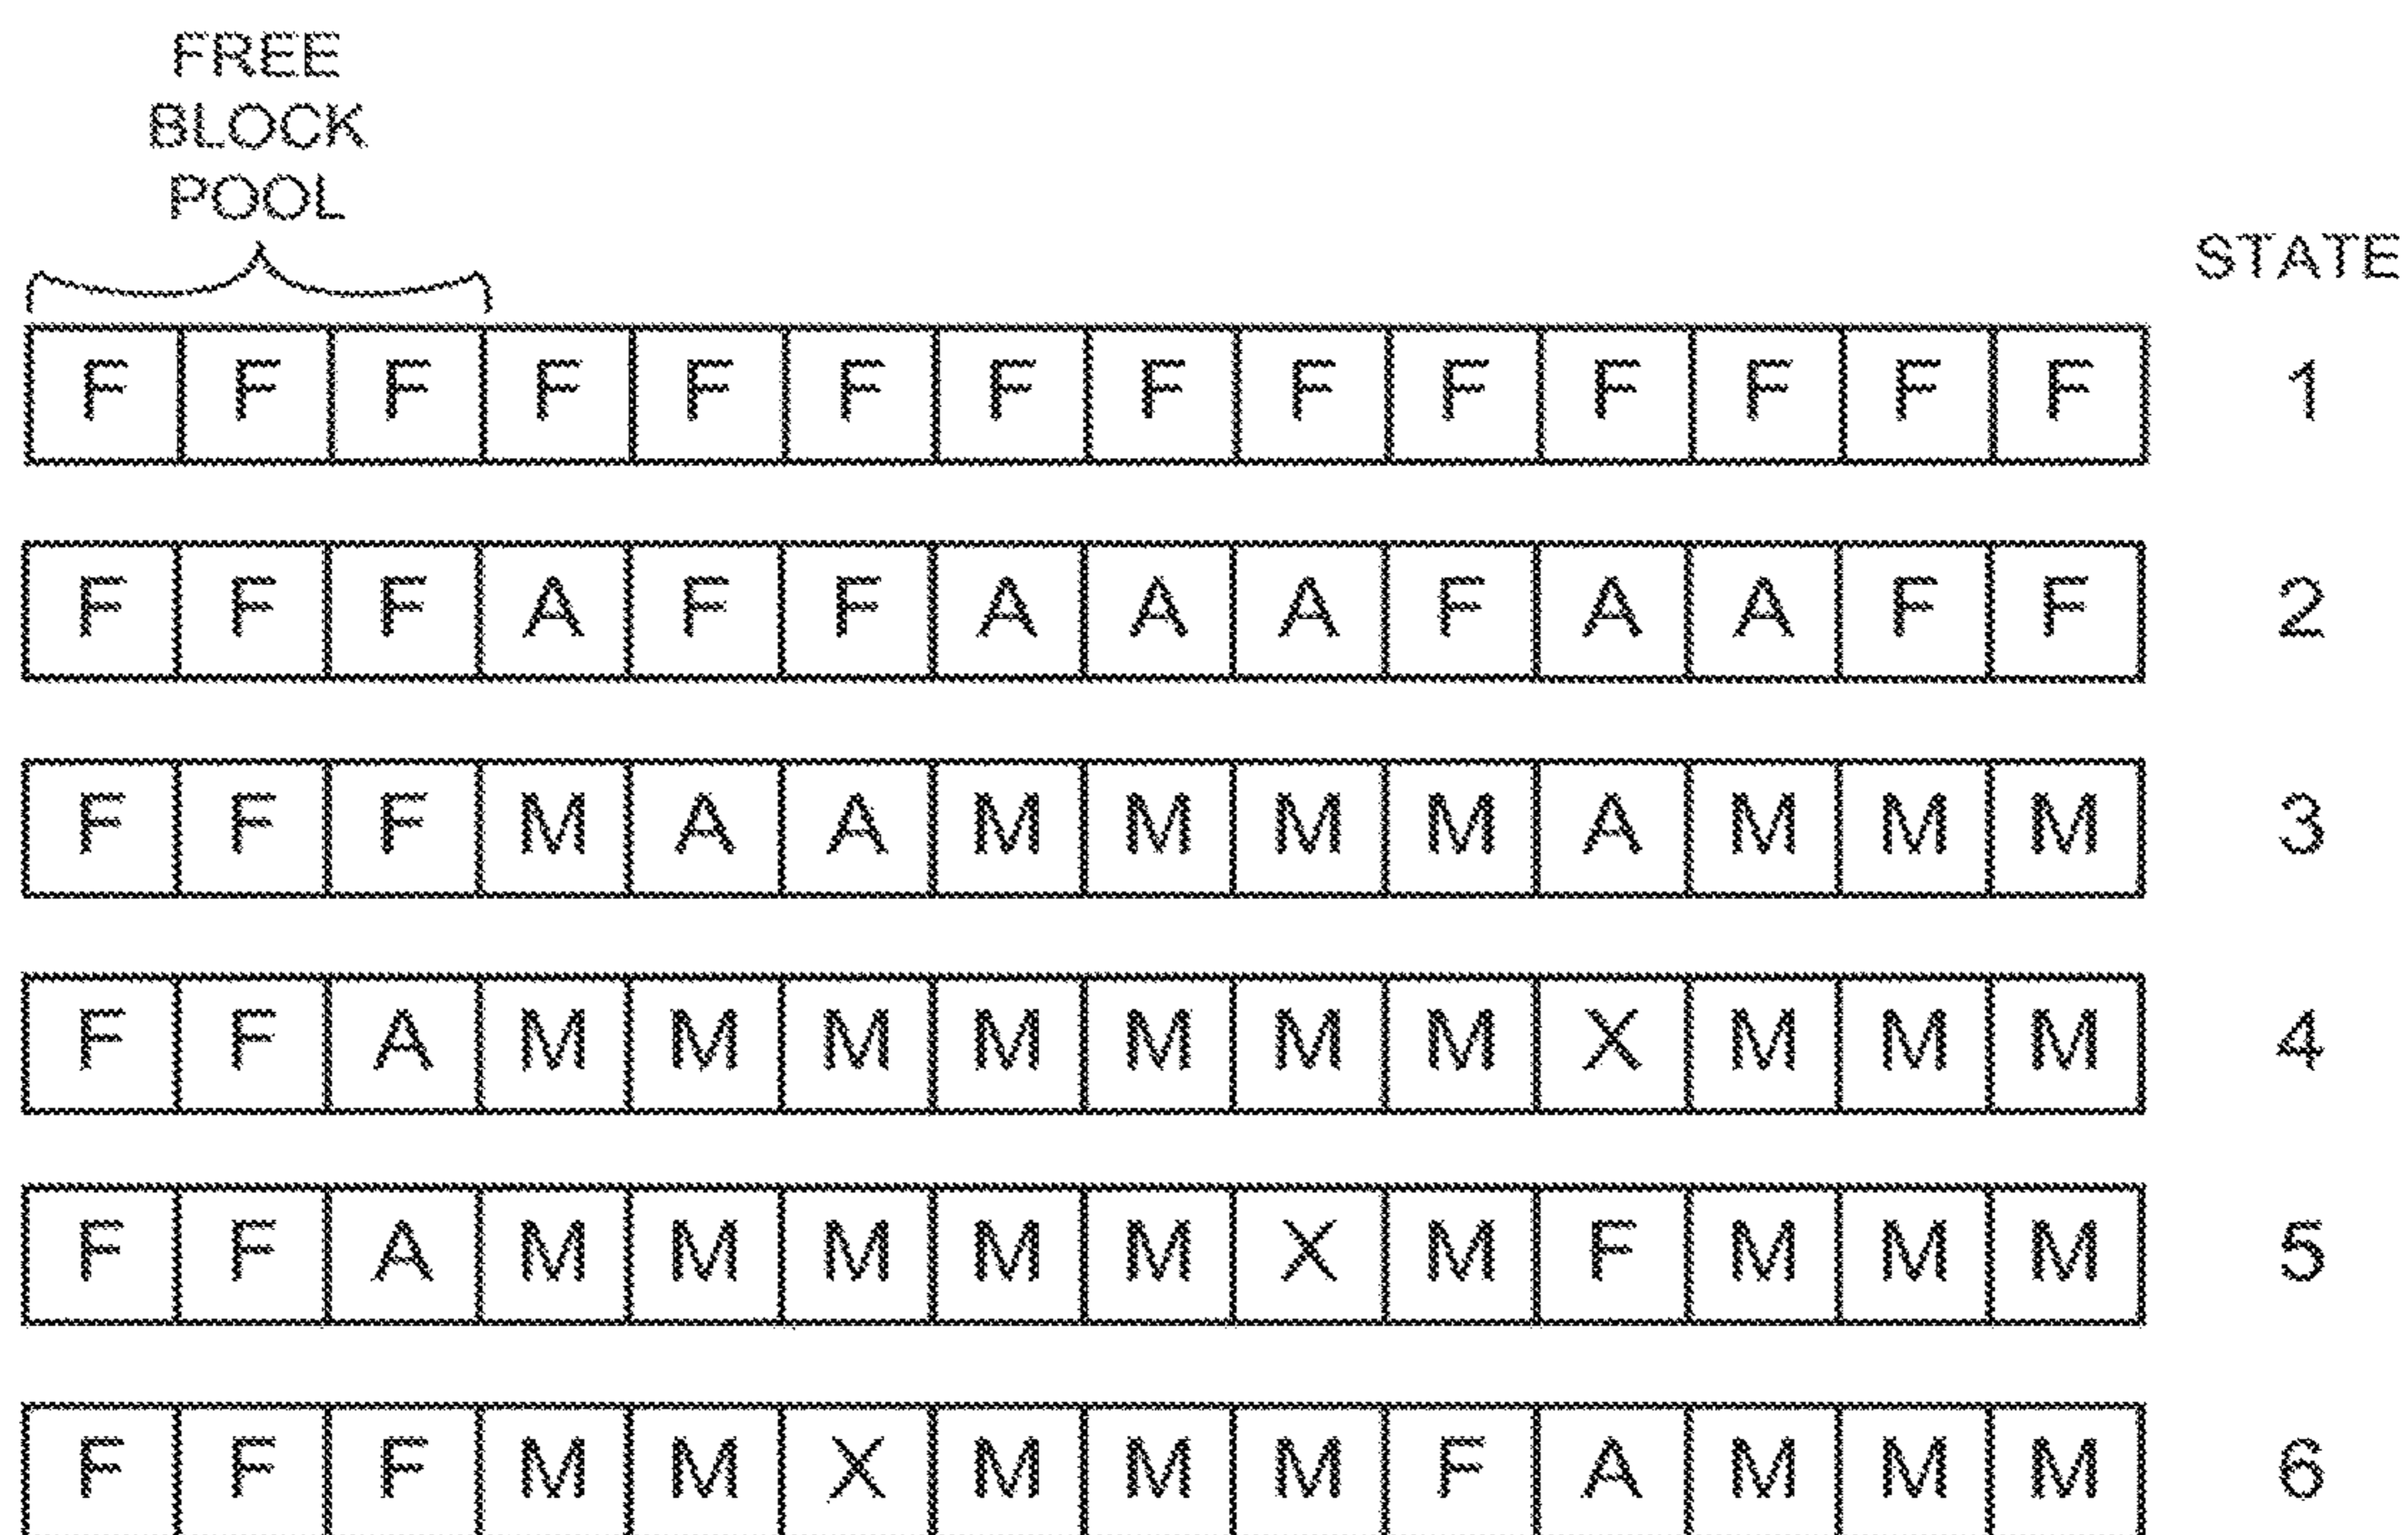 FREE
BLOCK
POOL
STATE
F F F F F F F F F F F F F F 1
F F F A F F A A A F A A F F 2
F F F M A A M M M M A M M M 3
F F A M M M M M M M X M M M 4
F F A M M M M M X M F M M M 5
F F F M M X M M M F A M M M 6